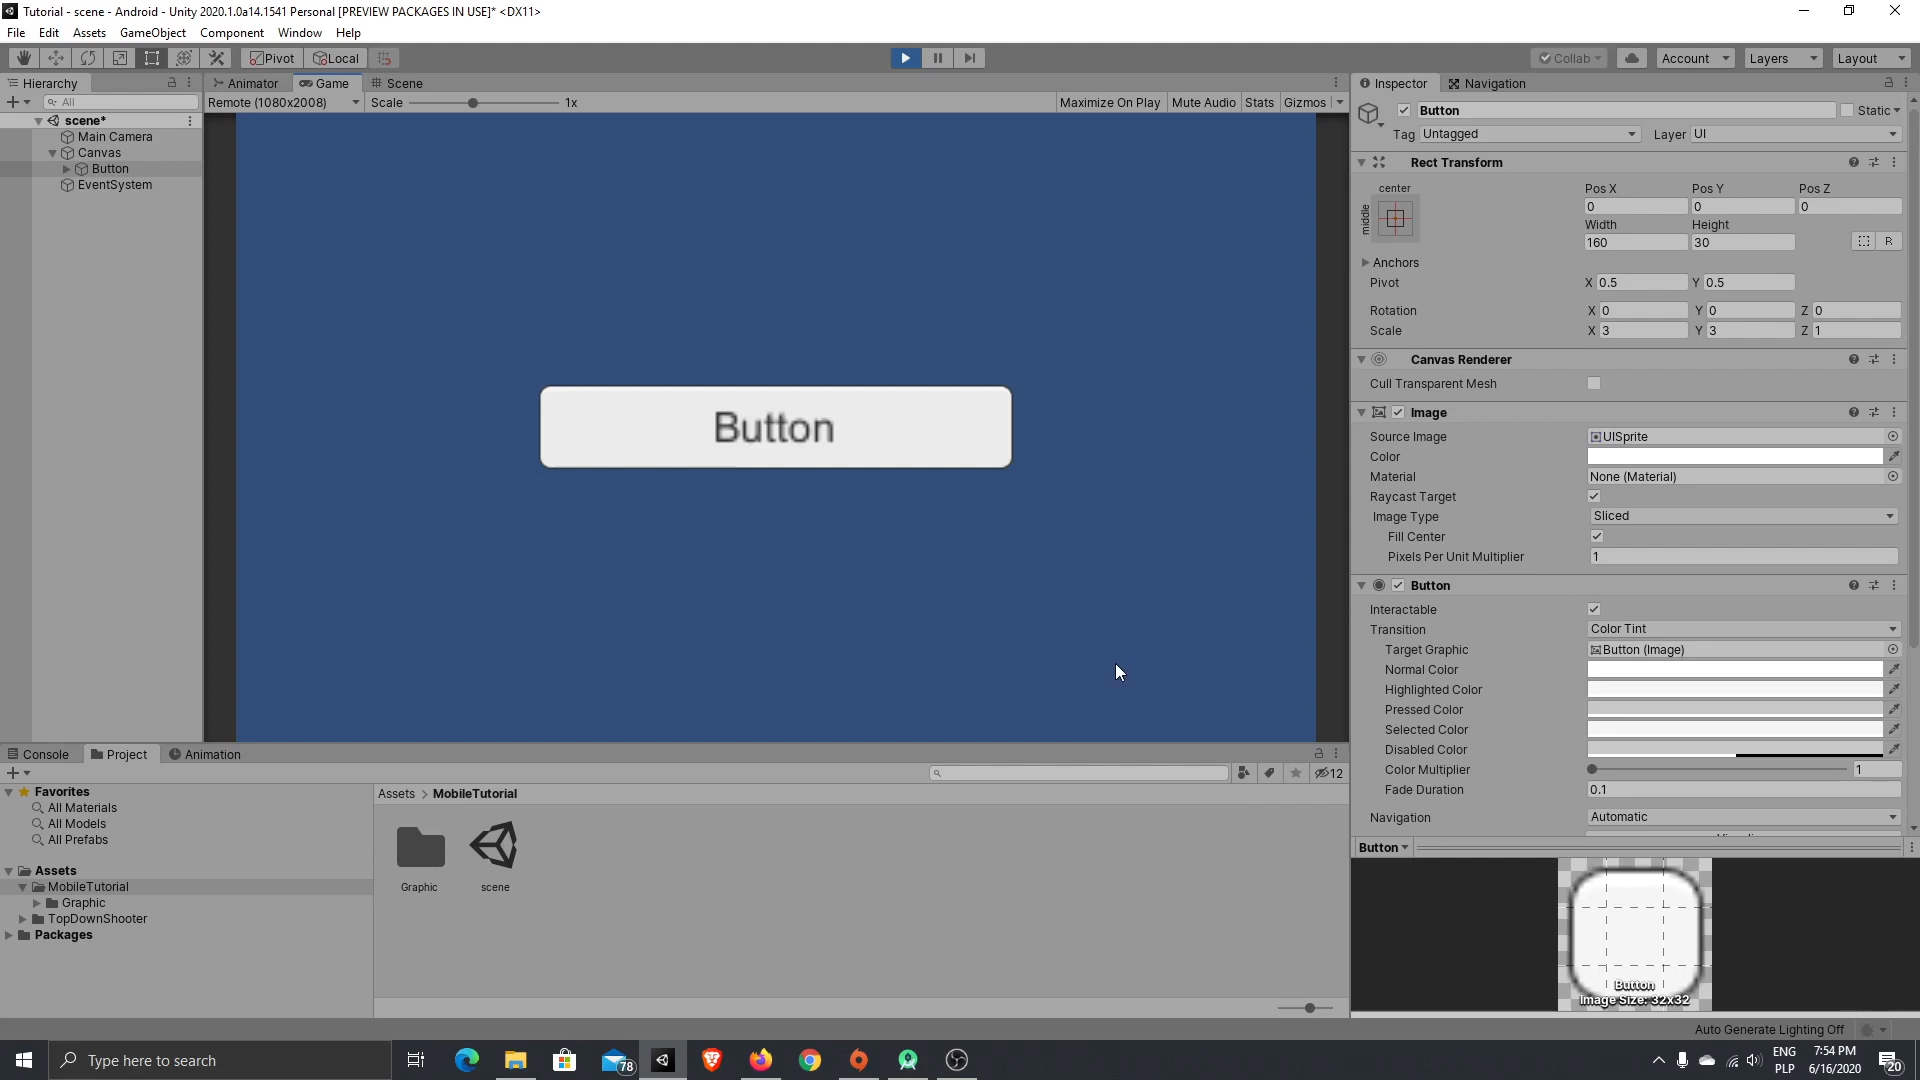 Tutorial - scene - Android - Unity 2020.1.0a14.1541 Personal [PREVIEW PACKAGES IN USE]* <DX11>
File Edit Assets GameObject Component Window Help
Pivot Local Collab Account Layers Layout
Hierarchy Animator Game Scene Inspector Navigation
All Remote (1080x2008) Scale 1x Maximize On Play Mute Audio Stats Gizmos
scene*
Main Camera
Canvas
Button
EventSystem
Button
Button Static
Tag Untagged Layer UI
Rect Transform
center
middle
Pos X Pos Y Pos Z
0 0 0
Width Height
160 30 R
Anchors
Pivot X 0.5 Y 0.5
Rotation X 0 Y 0 Z 0
Scale X 3 Y 3 Z 1
Canvas Renderer
Cull Transparent Mesh
Image
Source Image UISprite
Color
Material None (Material)
Raycast Target
Image Type Sliced
Fill Center
Pixels Per Unit Multiplier 1
Button
Interactable
Transition Color Tint
Target Graphic Button (Image)
Normal Color
Highlighted Color
Pressed Color
Selected Color
Disabled Color
Color Multiplier 1
Fade Duration 0.1
Navigation Automatic
Button
Button
Image Size: 32x32
Console Project Animation
12
Favorites
All Materials
All Models
All Prefabs
Assets
MobileTutorial
Graphic
TopDownShooter
Packages
Assets > MobileTutorial
Graphic scene
Auto Generate Lighting Off
Type here to search
78
ENG
PLP
7:54 PM
6/16/2020
20